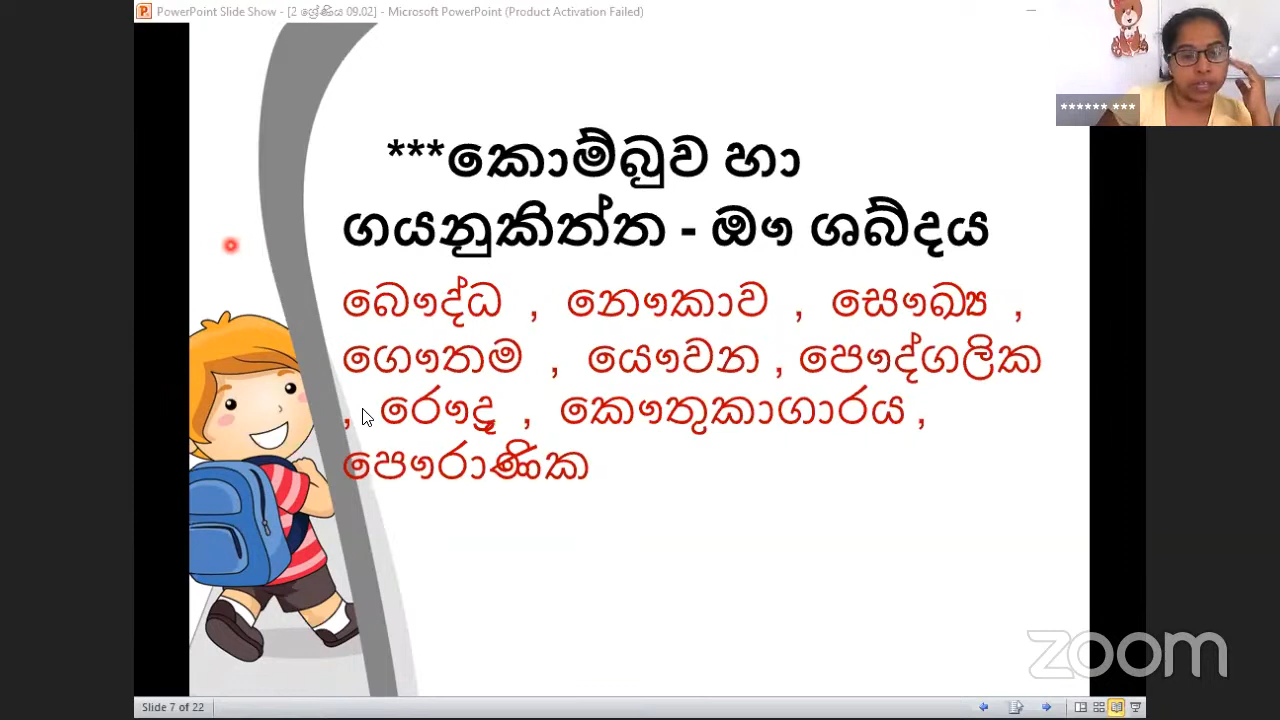 PowerPoint Slide Show - [2 ශ්‍රේණිය 09.02] - Microsoft PowerPoint (Product Activation Failed)
****** ***
***කොම්බුව හා
ගයනුකිත්ත - ඖ ශබ්දය
බෞද්ධ , නෞකාව , සෞඛ්‍ය ,
ගෞතම , යෞවන , පෞද්ගලික
, රෞද්‍ර , කෞතුකාගාරය ,
පෞරාණික
zoom
Slide 7 of 22